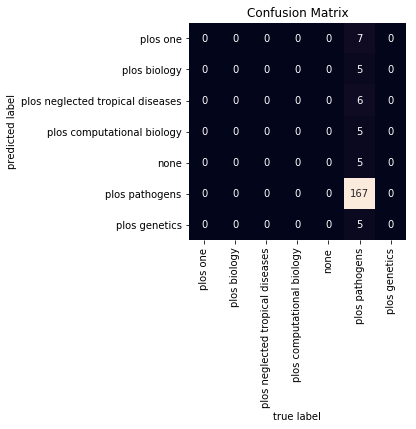 Confusion Matrix
predicted label
plos one 0 0 0 0 0 7 0
plos biology 0 0 0 0 0 5 0
plos neglected tropical diseases 0 0 0 0 0 6 0
plos computational biology 0 0 0 0 0 5 0
none 0 0 0 0 0 5 0
plos pathogens 0 0 0 0 0 167 0
plos genetics 0 0 0 0 0 5 0
plos one
plos biology
plos neglected tropical diseases
plos computational biology
none
plos pathogens
plos genetics
true label